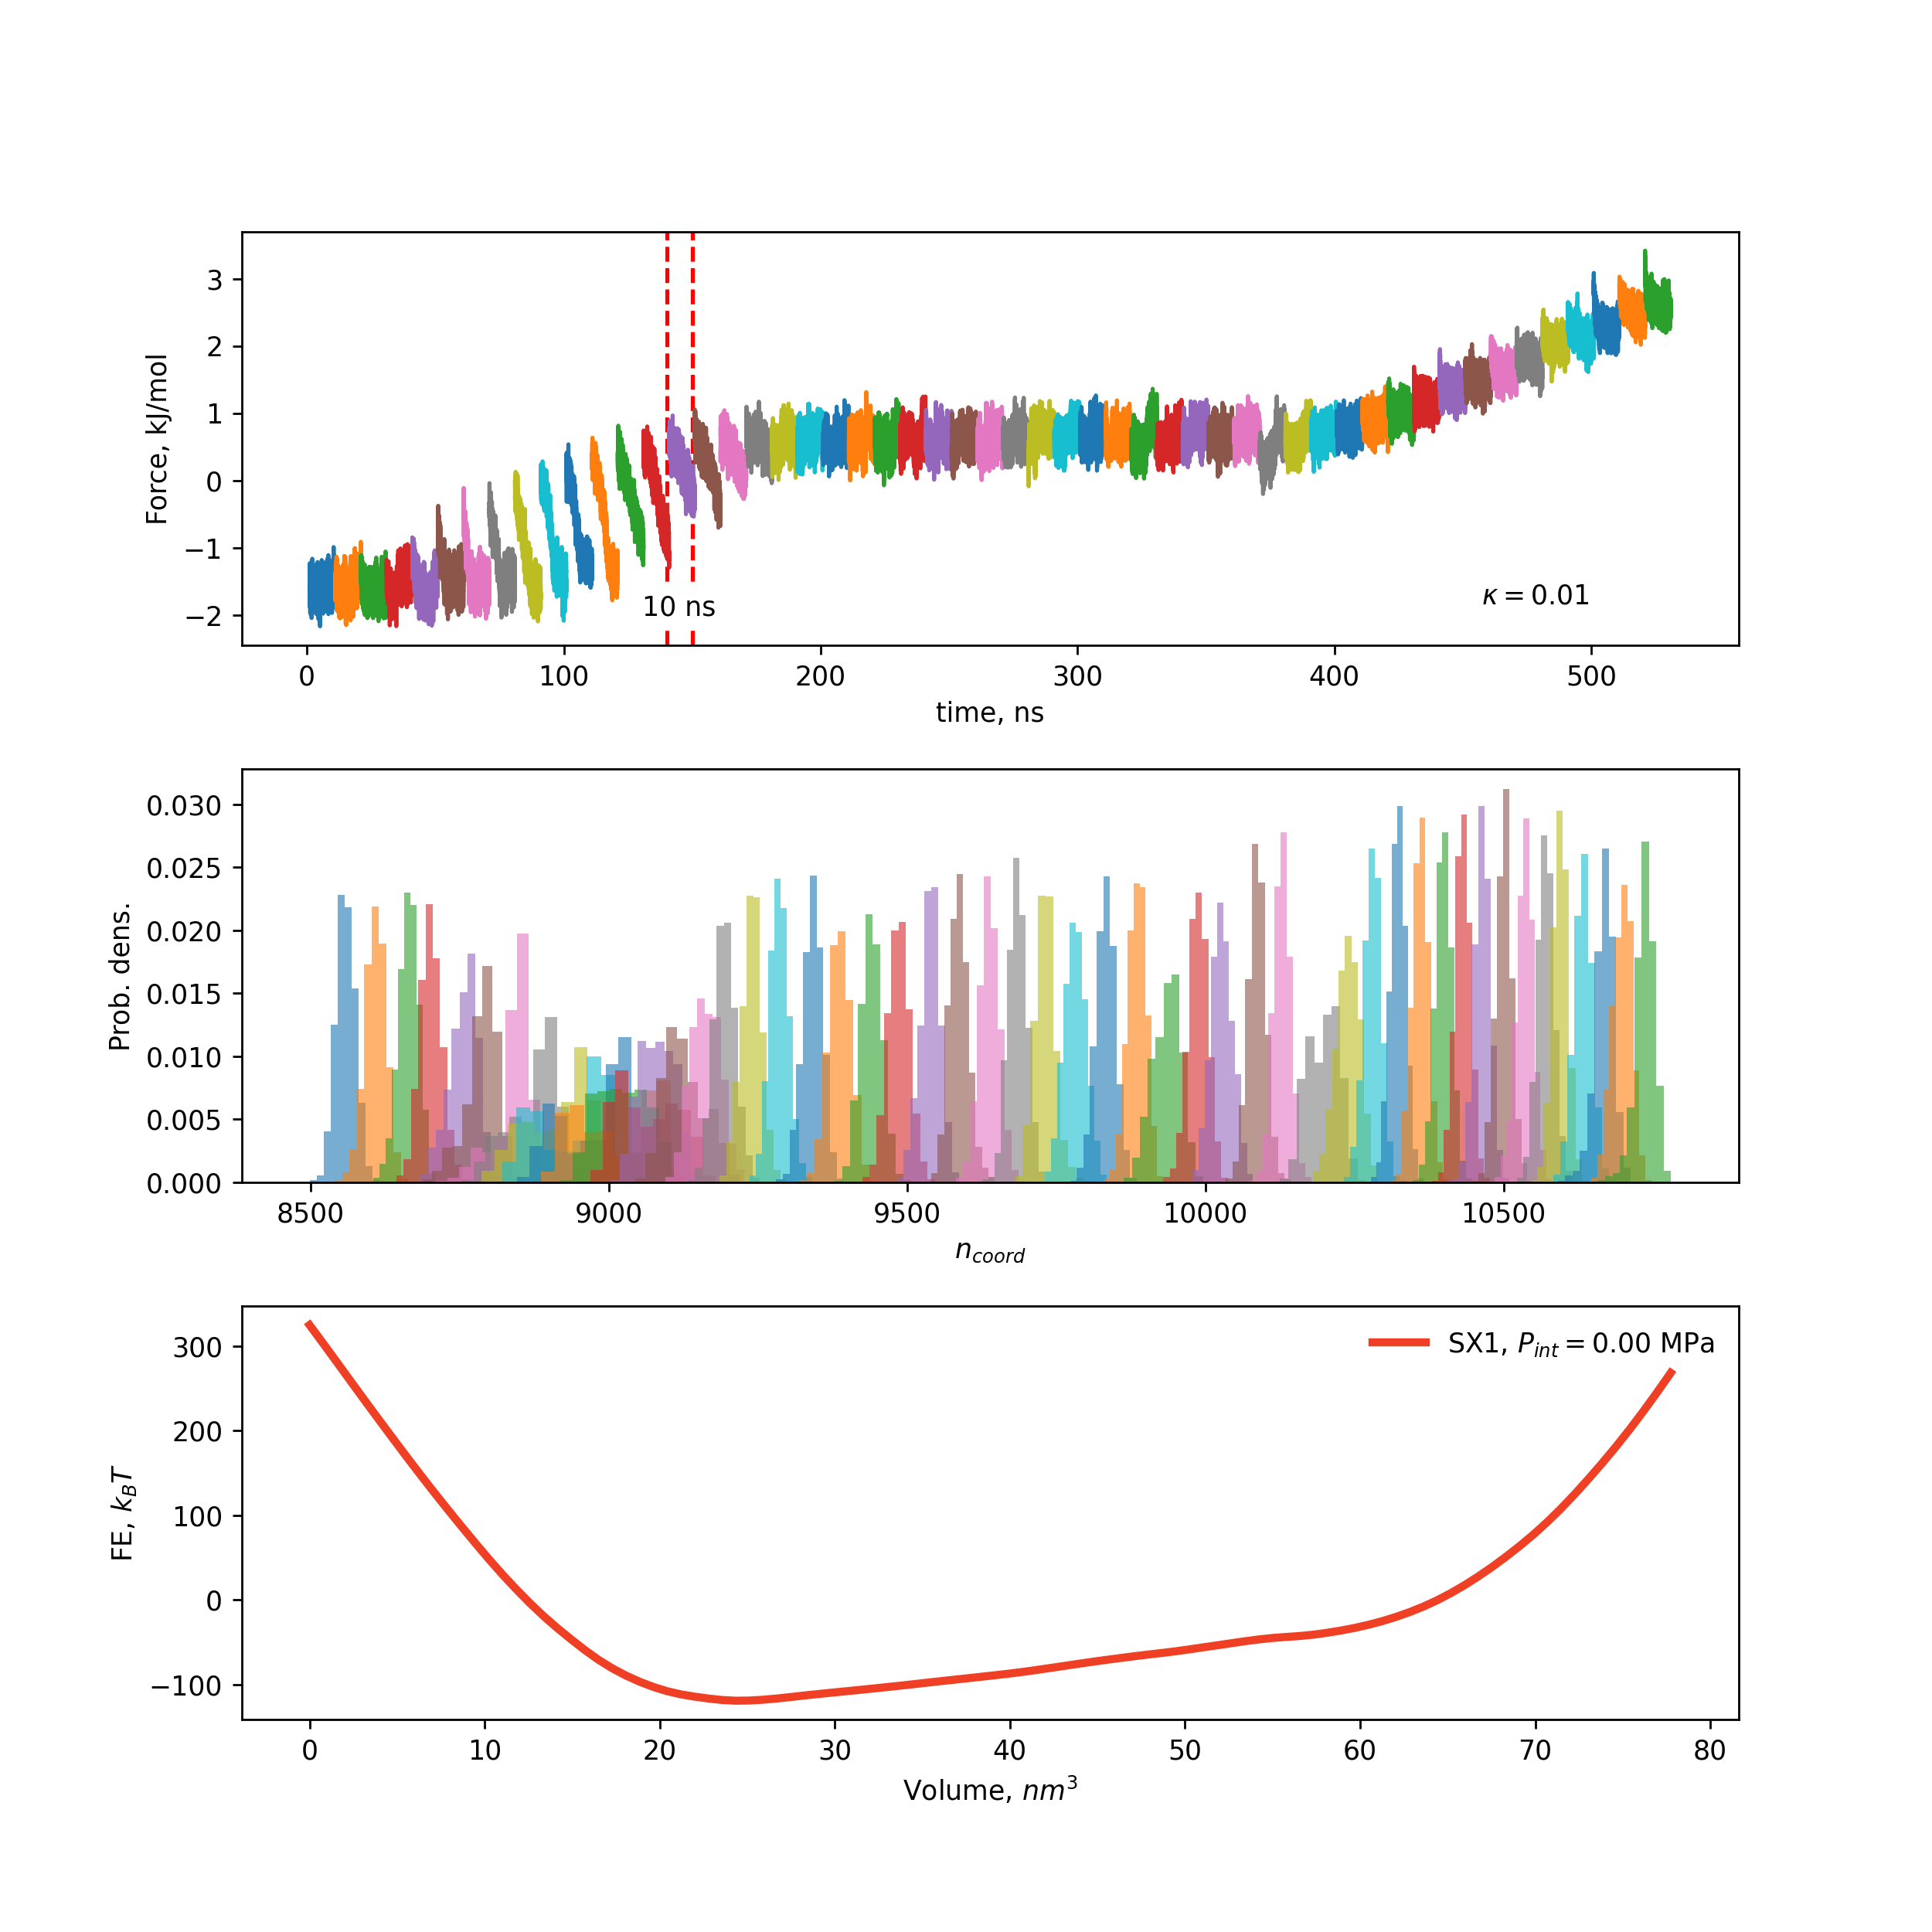 3
2
1
0
−1
−2
Force, kJ/mol
10 ns
κ = 0.01
0 100 200 300 400 500
time, ns
0.030
0.025
0.020
0.015
0.010
0.005
0.000
Prob. dens.
8500 9000 9500 10000 10500
n_coord
300
200
100
0
−100
FE, k_BT
SX1, P_int = 0.00 MPa
0 10 20 30 40 50 60 70 80
Volume, nm³